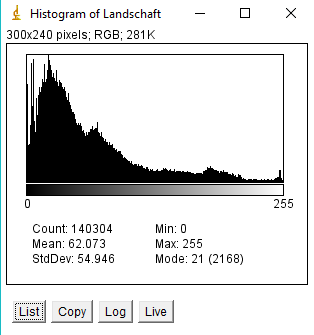 Histogram of Landschaft
300x240 pixels; RGB; 281K
0 255
Count: 140304 Min: 0
Mean: 62.073 Max: 255
StdDev: 54.946 Mode: 21 (2168)
List Copy Log Live